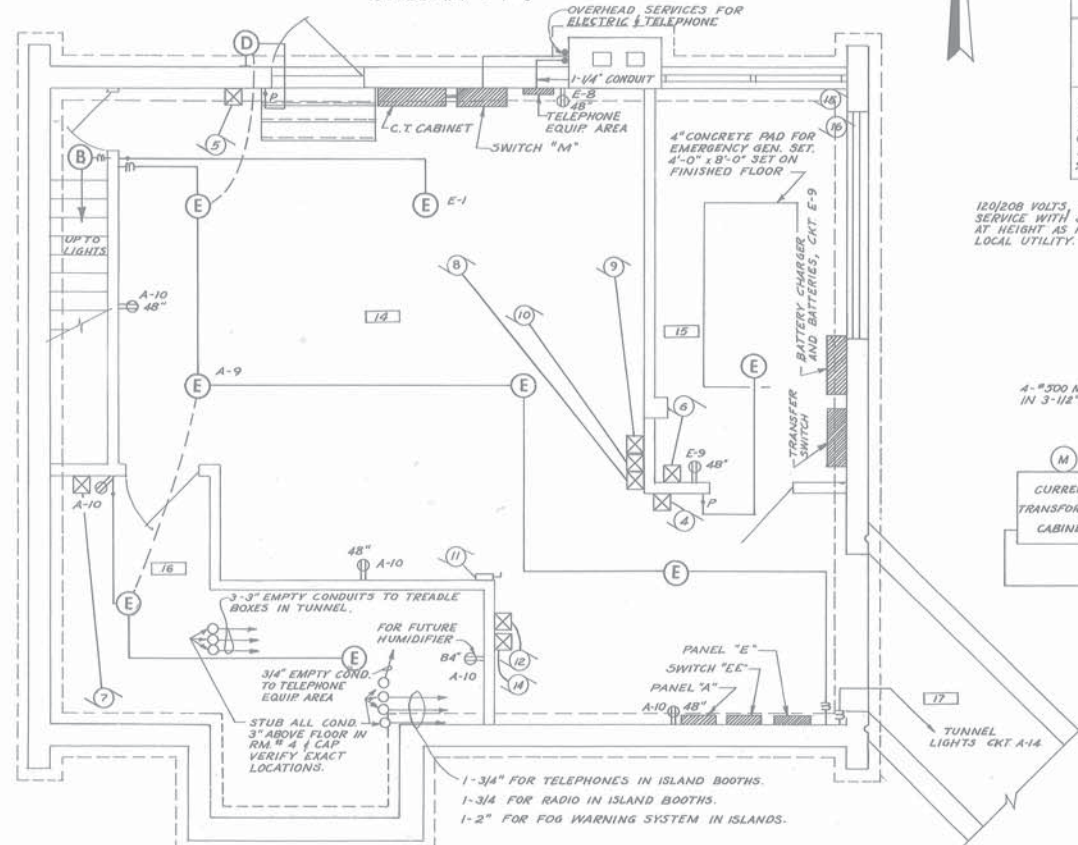 OVERHEAD SERVICES FOR
ELECTRIC & TELEPHONE
D
1-1/4" CONDUIT
P
E-8
48"
TELEPHONE
EQUIP. AREA
C.T. CABINET
SWITCH "M"
5
18
16
4" CONCRETE PAD FOR
EMERGENCY GEN. SET.
4'-0" x 8'-0" SET ON
FINISHED FLOOR
B
E
E-1
E
UP TO
LIGHTS
120/208 VOLTS,
SERVICE WITH
AT HEIGHT AS
LOCAL UTILITY.
BATTERY CHARGER
AND BATTERIES, CKT. E-9
8
9
10
A-10
48"
14
15
E
E
A-9
E
4-#500
IN 3-1/2"
6
TRANSFER
SWITCH
E-9
48"
P
4
M
CURRE
TRANSFOR
CABINE
A-10
48"
A-10
11
16
E
E
3-3" EMPTY CONDUITS TO TREADLE
BOXES IN TUNNEL.
FOR FUTURE
HUMIDIFIER
84"
A-10
12
14
E
P
3/4" EMPTY COND.
TO TELEPHONE
EQUIP. AREA
7
PANEL "E"
SWITCH "EE"
PANEL "A"
A-10
48"
17
STUB ALL COND.
3" ABOVE FLOOR IN
RM. # 4 & CAP
VERIFY EXACT
LOCATIONS.
TUNNEL
LIGHTS CKT. A-14
1-3/4" FOR TELEPHONES IN ISLAND BOOTHS.
1-3/4 FOR RADIO IN ISLAND BOOTHS.
1-2" FOR FOG WARNING SYSTEM IN ISLANDS.